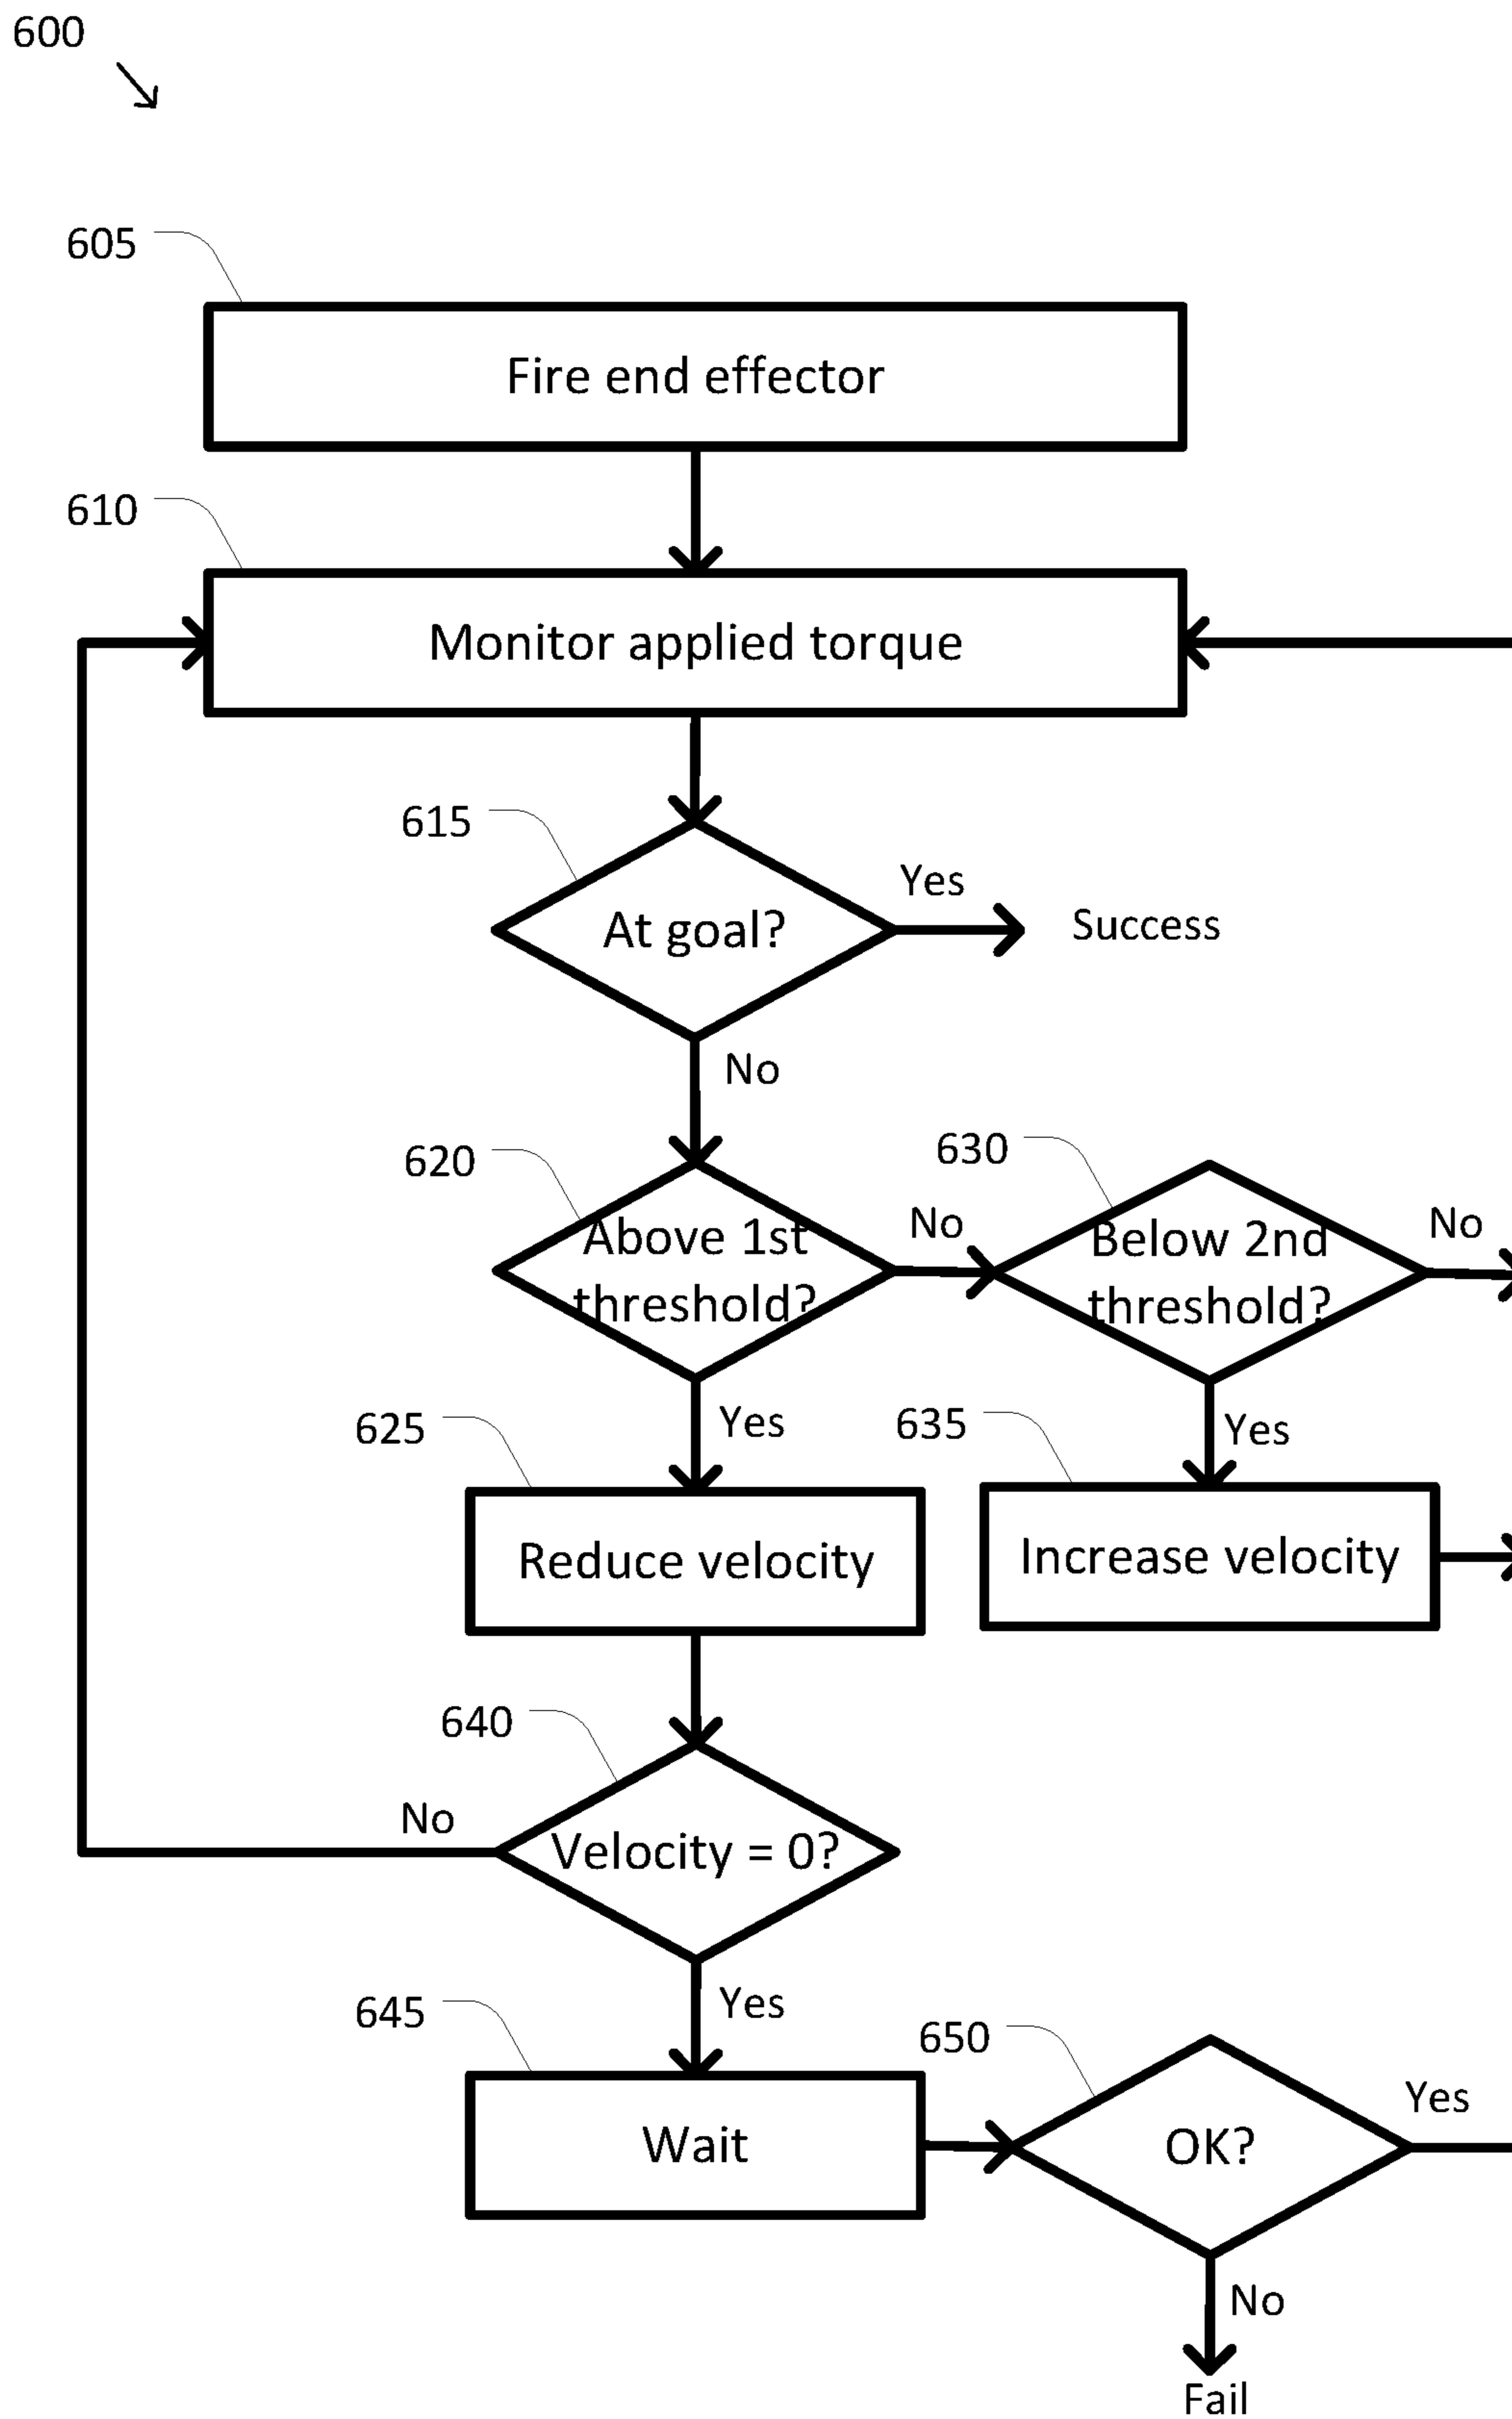 600
605
Fire end effector
610
Monitor applied torque
615
At goal?
Yes
Success
No
620
Above 1st
threshold?
No
630
Below 2nd
threshold?
No
Yes
Yes
625
Reduce velocity
635
Increase velocity
640
Velocity = 0?
No
Yes
645
Wait
650
OK?
Yes
No
Fail